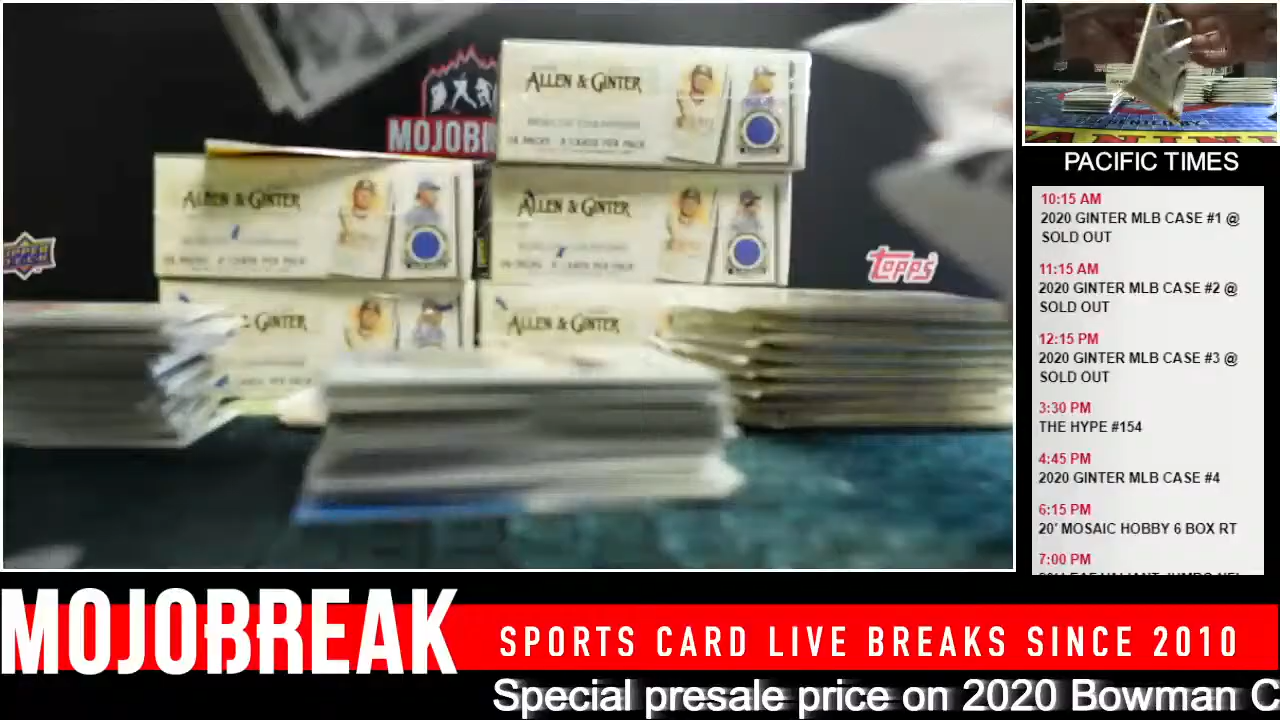 ALLEN & GINTER
MOJOBR
ALLEN & GINTER
ALLEN & GINTER
UPPER DECK
topps
GINTER
ALLEN & GINTER
PACIFIC TIMES
10:15 AM
2020 GINTER MLB CASE #1 @
SOLD OUT
11:15 AM
2020 GINTER MLB CASE #2 @
SOLD OUT
12:15 PM
2020 GINTER MLB CASE #3 @
SOLD OUT
3:30 PM
THE HYPE #154
4:45 PM
2020 GINTER MLB CASE #4
6:15 PM
20' MOSAIC HOBBY 6 BOX RT
7:00 PM
MOJOBREAK
SPORTS CARD LIVE BREAKS SINCE 2010
Special presale price on 2020 Bowman C